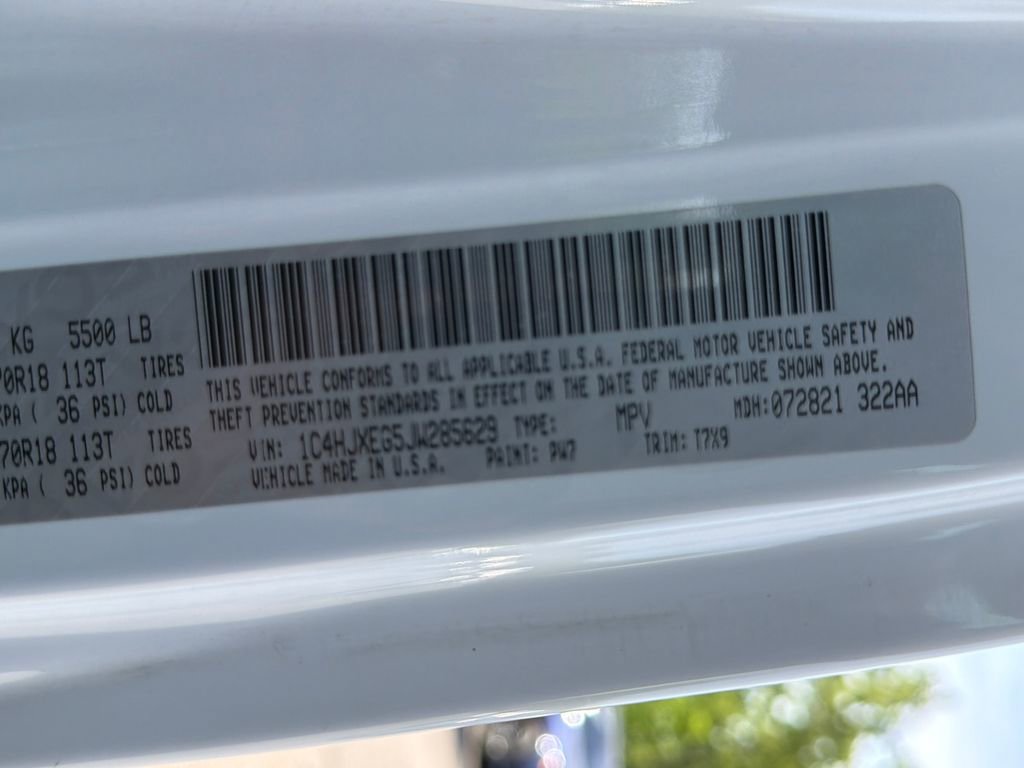 KG 5500 LB
70R18 113T TIRES
KPA ( 36 PSI) COLD
70R18 113T TIRES
KPA ( 36 PSI) COLD
THIS VEHICLE CONFORMS TO ALL APPLICABLE U.S.A. FEDERAL MOTOR VEHICLE SAFETY AND
THEFT PREVENTION STANDARDS IN EFFECT ON THE DATE OF MANUFACTURE SHOWN ABOVE.
VIN: 1C4HJXEG5JW285629 TYPE: MPV MDH:072821 322AA
VEHICLE MADE IN U.S.A. PAINT: PW7 TRIM: T7X9